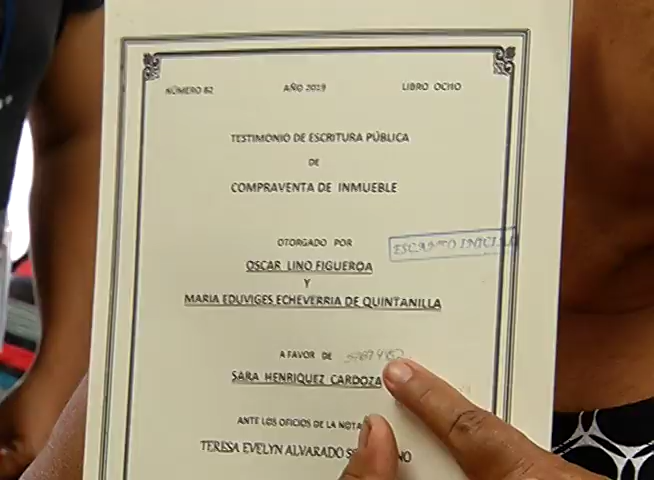 NÚMERO 82 AÑO 2019 LIBRO OCHO
TESTIMONIO DE ESCRITURA PÚBLICA
DE
COMPRAVENTA DE INMUEBLE
OTORGADO POR
OSCAR LINO FIGUEROA
Y
MARIA EDUVIGES ECHEVERRIA DE QUINTANILLA
A FAVOR DE
SARA HENRIQUEZ CARDOZA
ANTE LOS OFICIOS DE LA
TERESA EVELYN ALVARADO